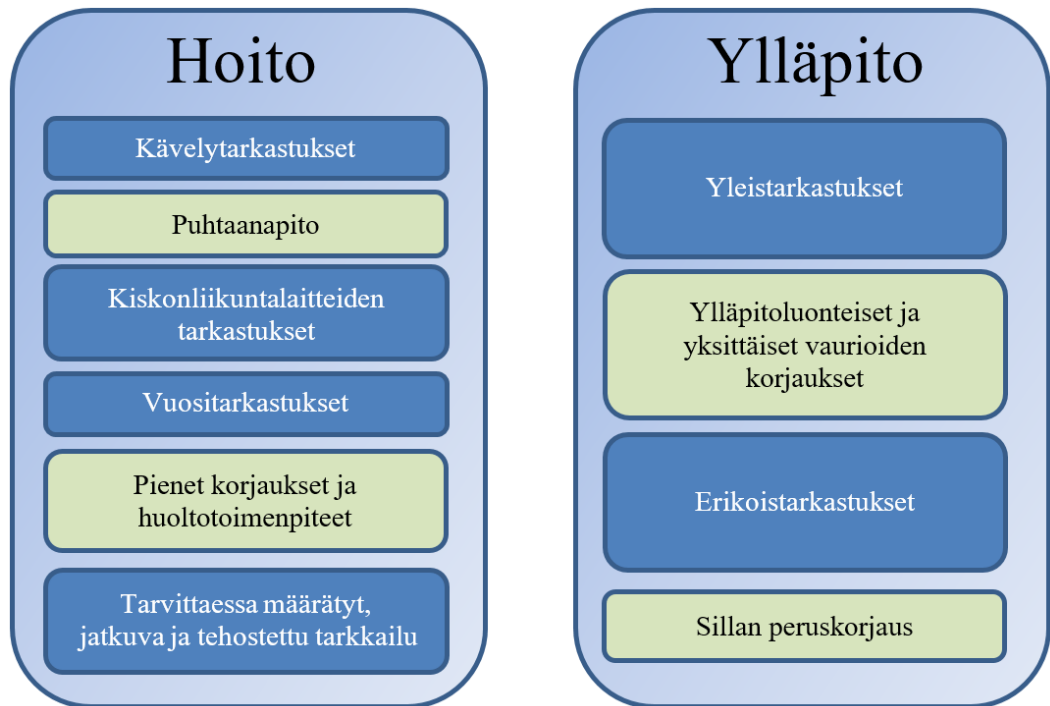 Hoito
Kävelytarkastukset
Puhtaanapito
Kiskonliikuntalaitteiden
tarkastukset
Vuositarkastukset
Pienet korjaukset ja
huoltotoimenpiteet
Tarvittaessa määrätyt,
jatkuva ja tehostettu tarkkailu
Ylläpito
Yleistarkastukset
Ylläpitoluonteiset ja
yksittäiset vaurioiden
korjaukset
Erikoistarkastukset
Sillan peruskorjaus